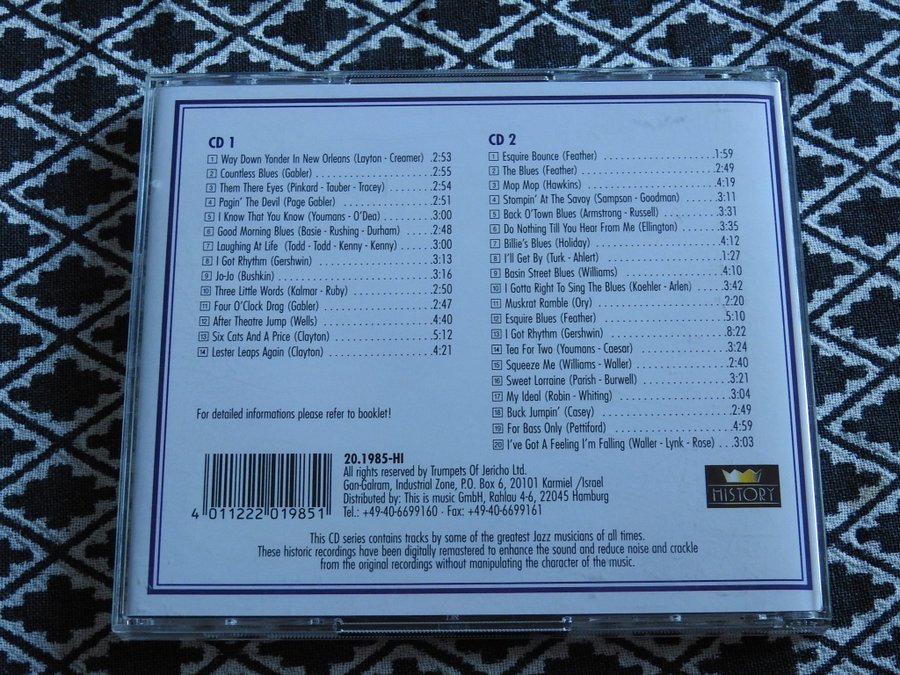 CD 1
1 Way Down Yonder In New Orleans (Layton - Creamer) .2:53
2 Countless Blues (Gabler) . . . . . . . . . . . . . . . . . . . . . . .2:55
3 Them There Eyes (Pinkard - Tauber - Tracey) . . . . . . . .2:54
4 Pagin' The Devil (Page Gabler) . . . . . . . . . . . . . . . . .2:51
5 I Know That You Know (Youmans - O'Dea) . . . . . . . . .3:00
6 Good Morning Blues (Basie - Rushing - Durham) . . . . . .2:48
7 Laughing At Life (Todd - Todd - Kenny - Kenny) . . . . . .3:00
8 I Got Rhythm (Gershwin) . . . . . . . . . . . . . . . . . . . . .3:13
9 Jo-Jo (Bushkin) . . . . . . . . . . . . . . . . . . . . . . . . . . .3:16
10 Three Little Words (Kalmar - Ruby) . . . . . . . . . . . . . .2:50
11 Four O'Clock Drag (Gabler) . . . . . . . . . . . . . . . . . . .2:47
12 After Theatre Jump (Wells) . . . . . . . . . . . . . . . . . . .4:40
13 Six Cats And A Price (Clayton) . . . . . . . . . . . . . . . . .5:12
14 Lester Leaps Again (Clayton) . . . . . . . . . . . . . . . . . .4:21
For detailed informations please refer to booklet!
CD 2
1 Esquire Bounce (Feather) . . . . . . . . . . . . . . . . . . . .1:59
2 The Blues (Feather) . . . . . . . . . . . . . . . . . . . . . . . .2:49
3 Mop Mop (Hawkins) . . . . . . . . . . . . . . . . . . . . . . .4:19
4 Stompin' At The Savoy (Sampson - Goodman) . . . . . . .3:11
5 Back O'Town Blues (Armstrong - Russell) . . . . . . . . . .3:31
6 Do Nothing Till You Hear From Me (Ellington) . . . . . . .3:35
7 Billie's Blues (Holiday) . . . . . . . . . . . . . . . . . . . . . .4:12
8 I'll Get By (Turk - Ahlert) . . . . . . . . . . . . . . . . . . . .1:27
9 Basin Street Blues (Williams) . . . . . . . . . . . . . . . . . .4:10
10 I Gotta Right To Sing The Blues (Koehler - Arlen) . . . . .3:42
11 Muskrat Ramble (Ory) . . . . . . . . . . . . . . . . . . . . . .2:20
12 Esquire Blues (Feather) . . . . . . . . . . . . . . . . . . . . .5:10
13 I Got Rhythm (Gershwin) . . . . . . . . . . . . . . . . . . . .8:22
14 Tea For Two (Youmans - Caesar) . . . . . . . . . . . . . . .3:24
15 Squeeze Me (Williams - Waller) . . . . . . . . . . . . . . . .2:40
16 Sweet Lorraine (Parish - Burwell) . . . . . . . . . . . . . . .3:21
17 My Ideal (Robin - Whiting) . . . . . . . . . . . . . . . . . . .3:04
18 Buck Jumpin' (Casey) . . . . . . . . . . . . . . . . . . . . . .2:49
19 For Bass Only (Pettiford) . . . . . . . . . . . . . . . . . . . .4:59
20 I've Got A Feeling I'm Falling (Waller - Lynk - Rose) . . .3:03
4 011222 019851
20.1985-HI
All rights reserved by Trumpets Of Jericho Ltd.
Gan-Galram, Industrial Zone, P.O. Box 6, 20101 Karmiel /Israel
Distributed by: This is music GmbH, Rahlau 4-6, 22045 Hamburg
Tel.: +49-40-6699160 · Fax: +49-40-6699161
HISTORY
This CD series contains tracks by some of the greatest Jazz musicians of all times.
These historic recordings have been digitally remastered to enhance the sound and reduce noise and crackle
from the original recordings without manipulating the character of the music.